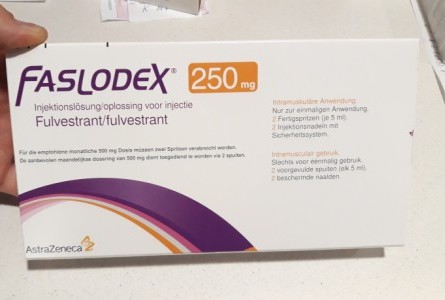 FASLODEX® 250 mg
Injektionslösung/oplossing voor injectie
Fulvestrant/fulvestrant
Für die empfohlene monatliche 500 mg Dosis müssen zwei Spritzen verabreicht werden.
De aanbevolen maandelijkse dosering van 500 mg dient toegediend te worden via 2 spuiten.
Intramuskuläre Anwendung.
Nur zur einmaligen Anwendung.
2 Fertigspritzen (je 5 ml).
2 Injektionsnadeln mit
Sicherheitssystem.
Intramusculair gebruik.
Slechts voor eenmalig gebruik.
2 voorgevulde spuiten (elk 5 ml).
2 beschermde naalden.
AstraZeneca